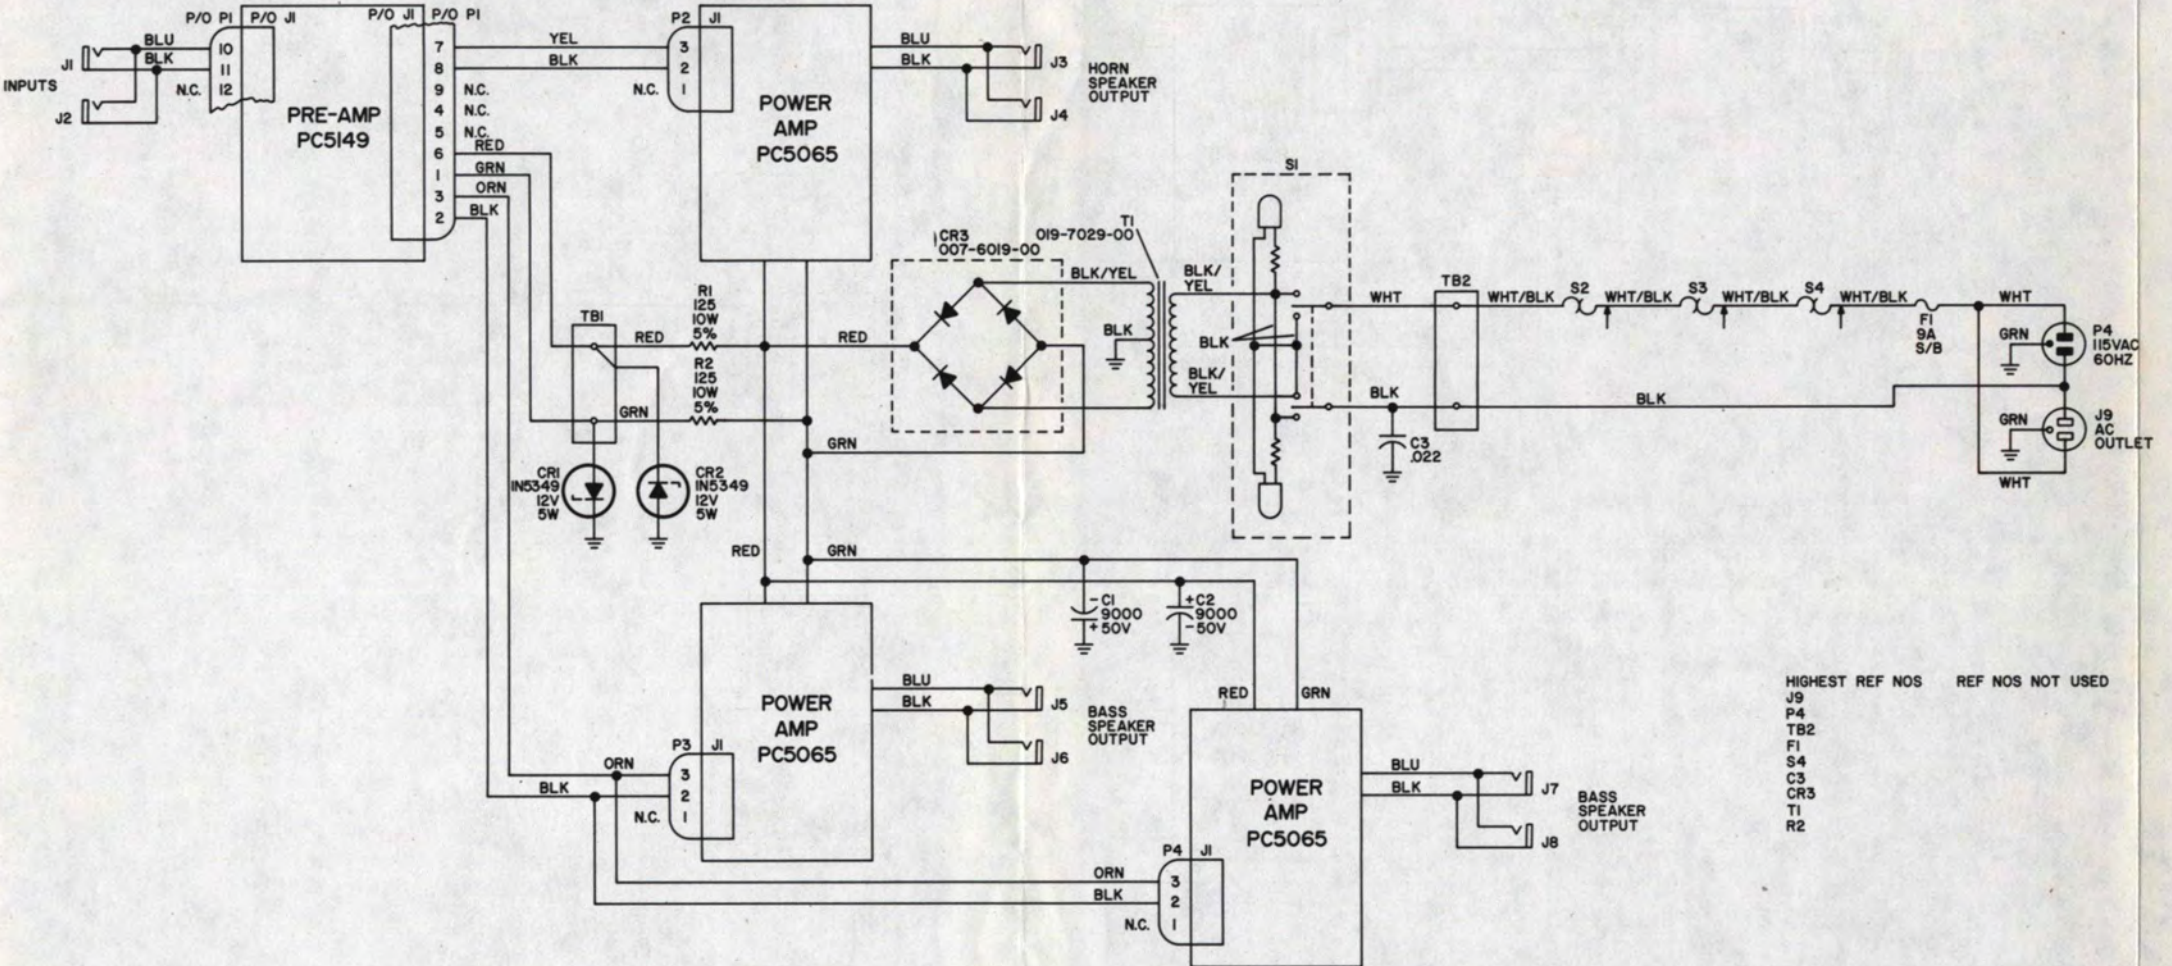 P/O P1 P/O J1
P/O J1 P/O P1
INPUTS
J1
J2
BLU
BLK
N.C.
10
11
12
PRE-AMP
PC5149
7
8
9 N.C.
4 N.C.
5 N.C.
6 RED
1 GRN
3 ORN
2 BLK
YEL
BLK
P2 J1
3
2
N.C. 1
POWER
AMP
PC5065
BLU
BLK
J3
J4
HORN
SPEAKER
OUTPUT
TB1
RED
GRN
R1
125
10W
5%
R2
125
10W
5%
CR1
IN5349
12V
5W
CR2
IN5349
12V
5W
RED
GRN
CR3
007-6019-00
T1
019-7029-00
BLK/YEL
BLK
BLK/
YEL
BLK
BLK/
YEL
S1
WHT
BLK
C3
.022
TB2
WHT/BLK
S2
WHT/BLK
S3
WHT/BLK
S4
WHT/BLK
F1
9A
S/B
WHT
GRN
P4
115VAC
60HZ
BLK
GRN
J9
AC
OUTLET
WHT
RED
GRN
-C1
9000
+50V
+C2
9000
-50V
POWER
AMP
PC5065
P3 J1
3
2
N.C. 1
ORN
BLK
BLU
BLK
J5
J6
BASS
SPEAKER
OUTPUT
RED
GRN
POWER
AMP
PC5065
P4 J1
ORN 3
BLK 2
N.C. 1
BLU
BLK
J7
J8
BASS
SPEAKER
OUTPUT
HIGHEST REF NOS REF NOS NOT USED
J9
P4
TB2
F1
S4
C3
CR3
T1
R2